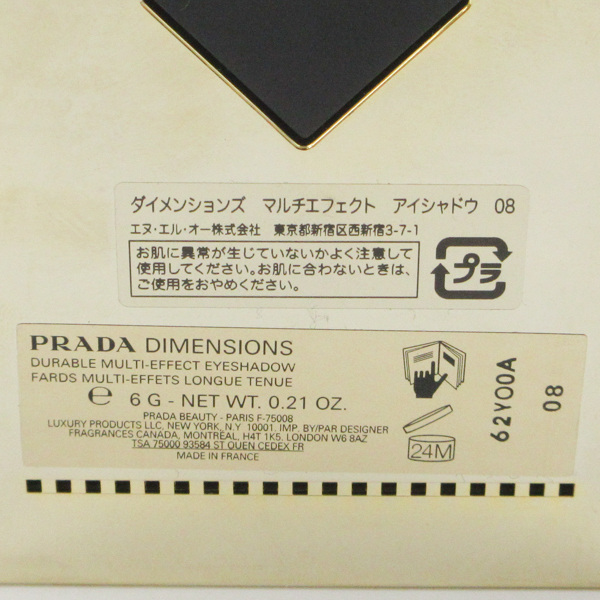 ダイメンションズ マルチエフェクト アイシャドウ 08
エヌ・エル・オー株式会社 東京都新宿区西新宿3-7-1
お肌に異常が生じていないかよく注意して
使用してください。お肌に合わないときは、
ご使用をおやめください。
プラ
PRADA DIMENSIONS
DURABLE MULTI-EFFECT EYESHADOW
FARDS MULTI-EFFETS LONGUE TENUE
℮ 6 G - NET WT. 0.21 OZ.
PRADA BEAUTY - PARIS F-75008
LUXURY PRODUCTS LLC, NEW YORK, N.Y 10001. IMP. BY/PAR DESIGNER
FRAGRANCES CANADA, MONTREAL, H4T 1K5. LONDON W6 8AZ
TSA 75000 93584 ST OUEN CEDEX FR
MADE IN FRANCE
24M
62Y00A
08